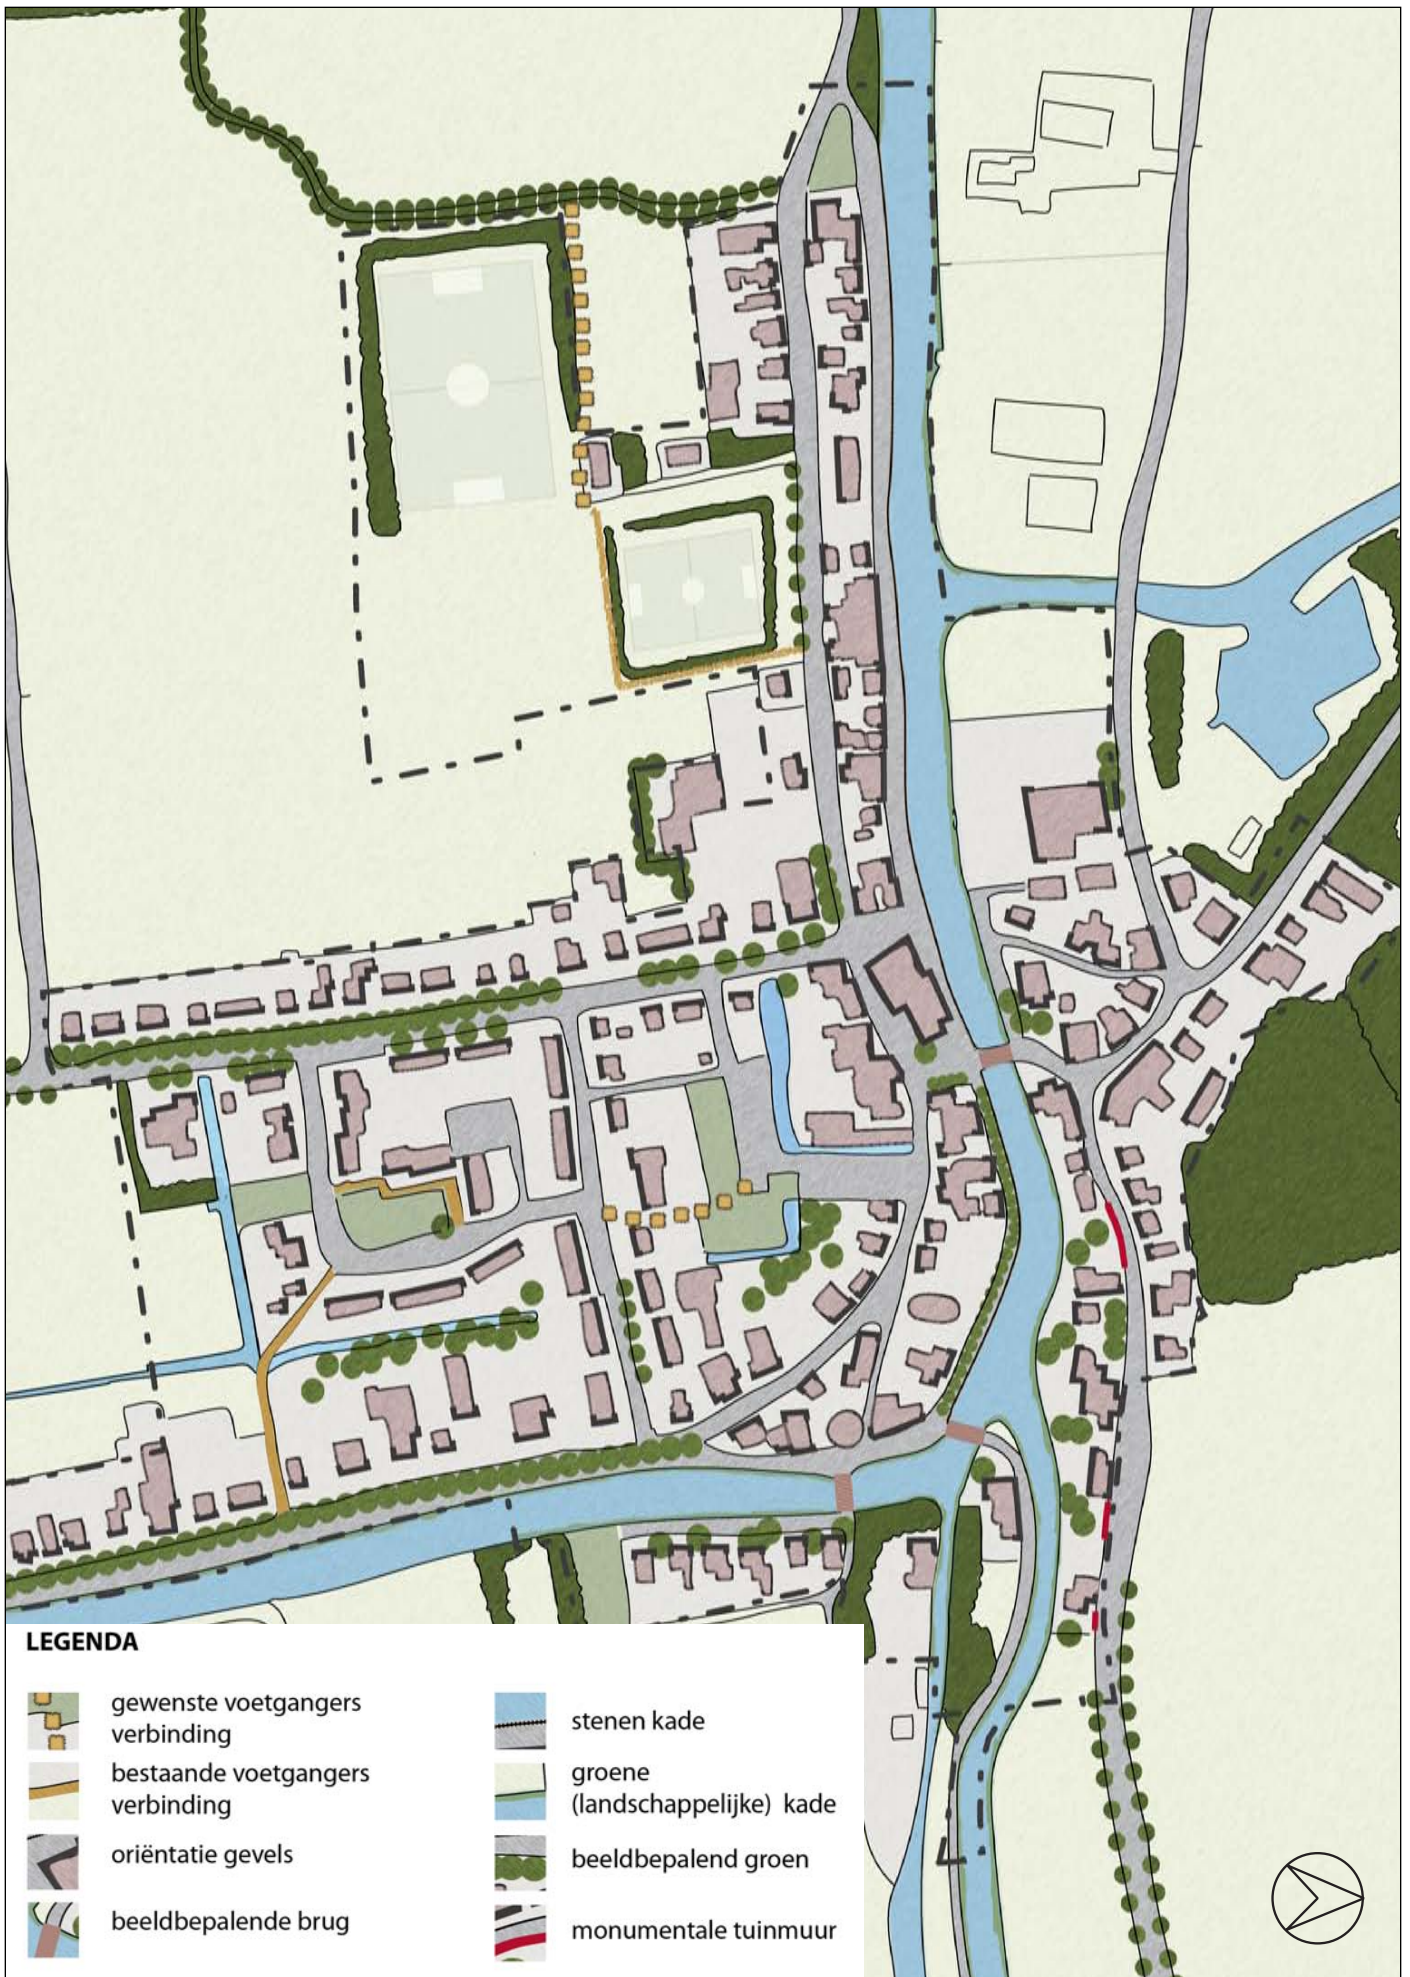 LEGENDA
gewenste voetgangers
verbinding
bestaande voetgangers
verbinding
oriëntatie gevels
beeldbepalende brug
stenen kade
groene
(landschappelijke) kade
beeldbepalend groen
monumentale tuinmuur